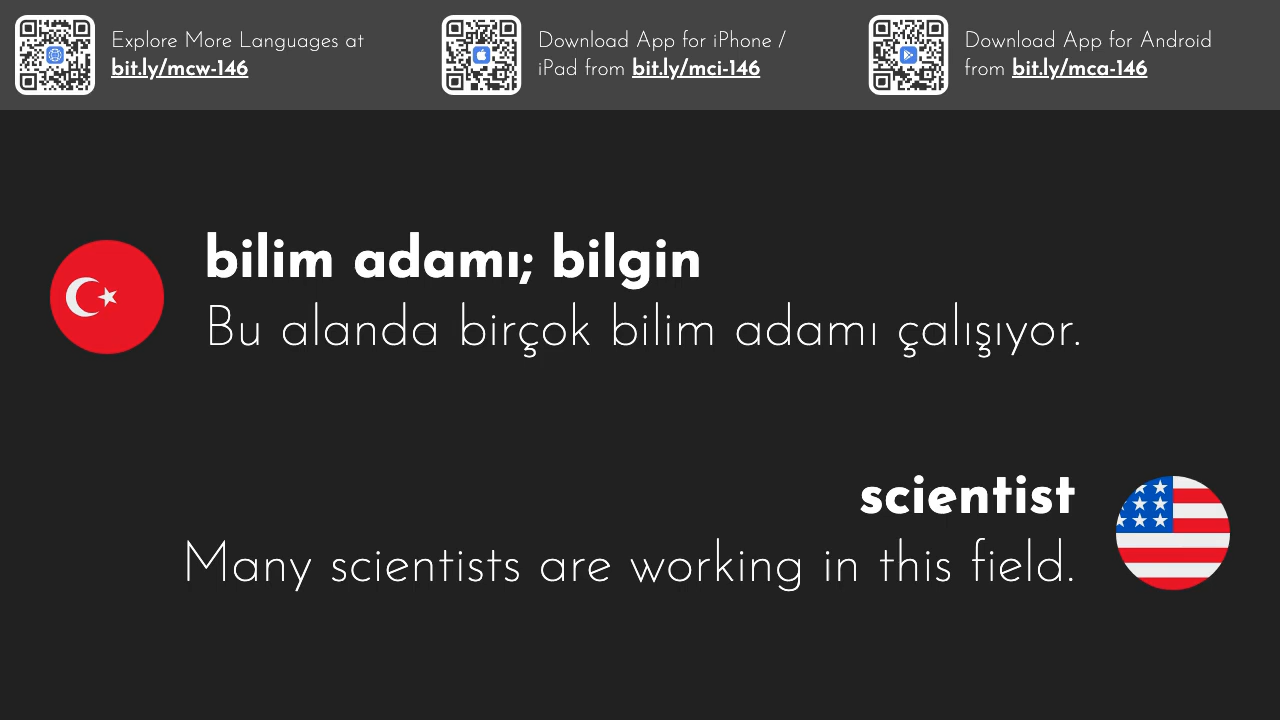 Explore More Languages at
bit.ly/mcw-146
Download App for iPhone /
iPad from bit.ly/mci-146
Download App for Android
from bit.ly/mca-146
bilim adamı; bilgin
Bu alanda birçok bilim adamı çalışıyor.
scientist
Many scientists are working in this field.